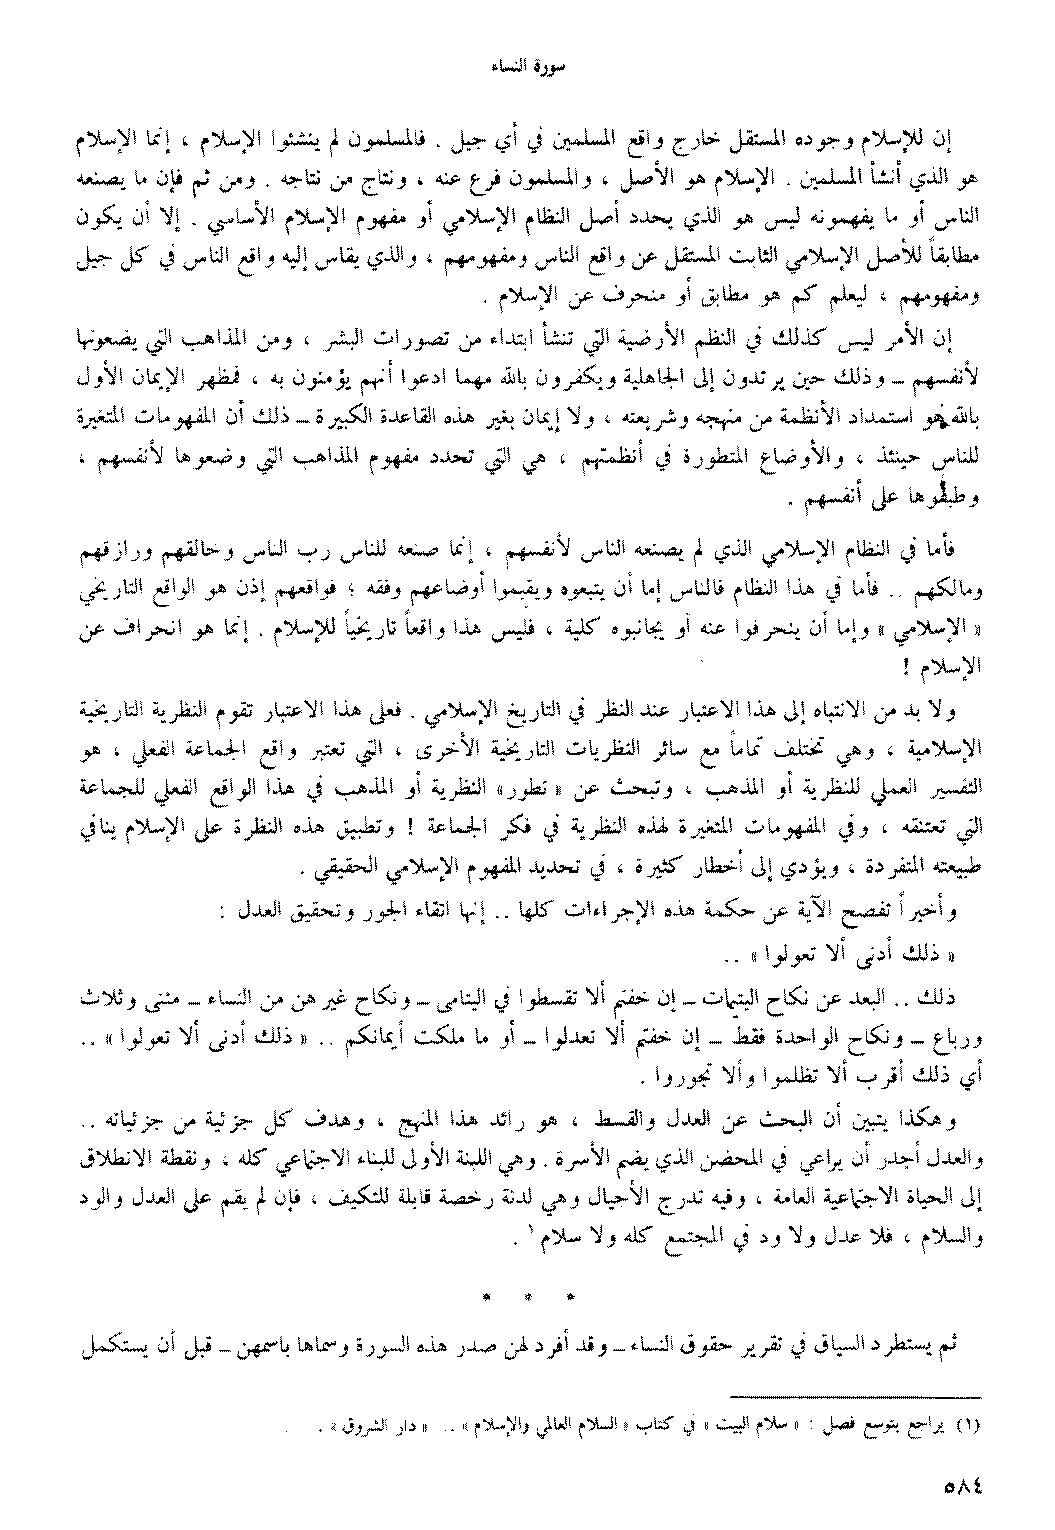 سورة النساء
إن للإسلام وجوده المستقل خارج واقع المسلمين في أي جيل . فالمسلمون لم ينشئوا الإسلام ، إنما الإسلام
هو الذي أنشأ المسلمين . الإسلام هو الأصل ، والمسلمون فرع عنه ، ونتاج من نتاجه . ومن ثم فإن ما يصنعه
الناس أو ما يفهمونه ليس هو الذي يحدد أصل النظام الإسلامي أو مفهوم الإسلام الأساسي . إلا أن يكون
مطابقاً للأصل الإسلامي الثابت المستقل عن واقع الناس ومفهومهم ، والذي يقاس إليه واقع الناس في كل جيل
ومفهومهم ، ليعلم كم هو مطابق أو منحرف عن الإسلام .
إن الأمر ليس كذلك في النظم الأرضية التي تنشأ ابتداء من تصورات البشر ، ومن المذاهب التي يضعونها
لأنفسهم – وذلك حين يرتدون إلى الجاهلية ويكفرون بالله مهما ادعوا أنهم يؤمنون به ، فمظهر الإيمان الأول
بالله هو استمداد الأنظمة من منهجه وشريعته ، ولا إيمان بغير هذه القاعدة الكبيرة – ذلك أن المفهومات المتغيرة
للناس حينئذ ، والأوضاع المتطورة في أنظمتهم ، هي التي تحدد مفهوم المذاهب التي وضعوها لأنفسهم ،
وطبقوها على أنفسهم .
فأما في النظام الإسلامي الذي لم يصنعه الناس لأنفسهم ، إنما صنعه للناس رب الناس وخالقهم ورازقهم
ومالكهم .. فأما في هذا النظام فالناس إما أن يتبعوه ويقيموا أوضاعهم وفقه ؛ فواقعهم إذن هو الواقع التاريخي
« الإسلامي » وإما أن ينحرفوا عنه أو يجانبوه كلية ، فليس هذا واقعاً تاريخياً للإسلام . إنما هو انحراف عن
الإسلام !
ولا بد من الانتباه إلى هذا الاعتبار عند النظر في التاريخ الإسلامي . فعلى هذا الاعتبار تقوم النظرية التاريخية
الإسلامية ، وهي تختلف تماماً مع سائر النظريات التاريخية الأخرى ، التي تعتبر واقع الجماعة الفعلي ، هو
التفسير العملي للنظرية أو المذهب ، وتبحث عن « تطور» النظرية أو المذهب في هذا الواقع الفعلي للجماعة
التي تعتنقه ، وفي المفهومات المتغيرة لهذه النظرية في فكر الجماعة ! وتطبيق هذه النظرة على الإسلام ينافي
طبيعته المتفردة ، ويؤدي إلى أخطار كثيرة ، في تحديد المفهوم الإسلامي الحقيقي .
وأخيراً تفصح الآية عن حكمة هذه الإجراءات كلها .. إنها اتقاء الجور وتحقيق العدل :
« ذلك أدنى ألا تعولوا » ..
ذلك .. البعد عن نكاح اليتيمات – إن خفتم ألا تقسطوا في اليتامى – ونكاح غيرهن من النساء – مثنى وثلاث
ورباع – ونكاح الواحدة فقط – إن خفتم ألا تعدلوا – أو ما ملكت أيمانكم .. « ذلك أدنى ألا تعولوا » ..
أي ذلك أقرب ألا تظلموا وألا تجوروا .
وهكذا يتبين أن البحث عن العدل والقسط ، هو رائد هذا المنهج ، وهدف كل جزئية من جزئياته ..
والعدل أجدر أن يراعي في المحضن الذي يضم الأسرة . وهي اللبنة الأولى للبناء الاجتماعي كله ، ونقطة الانطلاق
إلى الحياة الاجتماعية العامة ، وفيه تدرج الأجيال وهي لدنة رخصة قابلة للتكيف ، فإن لم يقم على العدل والود
والسلام ، فلا عدل ولا ود في المجتمع كله ولا سلام ١ .
* * *
ثم يستطرد السياق في تقرير حقوق النساء – وقد أفرد لهن صدر هذه السورة وسماها باسمهن – قبل أن يستكمل
(١) يراجع بتوسع فصل : « سلام البيت » في كتاب « السلام العالمي والإسلام » .. « دار الشروق » .
٥٨٤